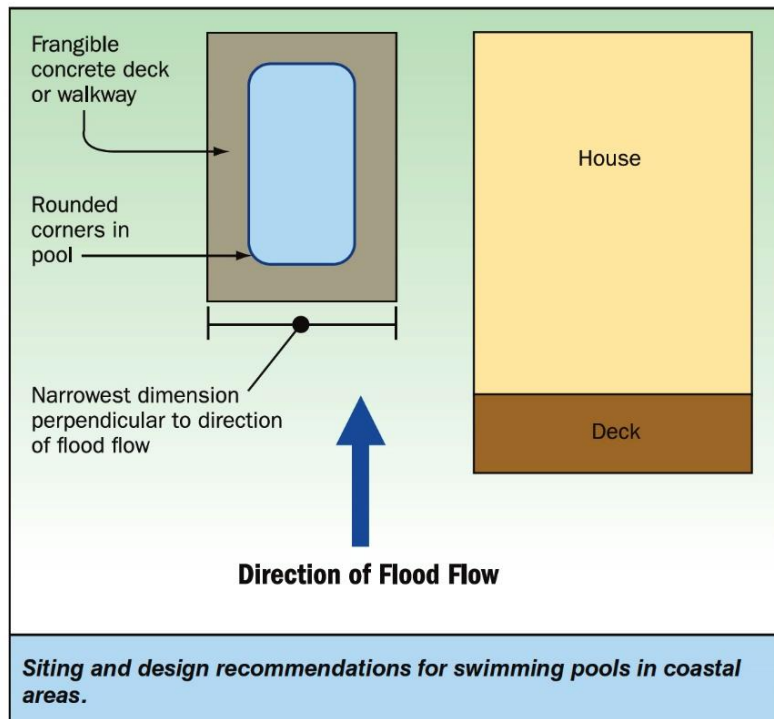 Frangible
concrete deck
or walkway
House
Rounded
corners in
pool
Narrowest dimension
perpendicular to direction
of flood flow
Deck
Direction of Flood Flow
Siting and design recommendations for swimming pools in coastal
areas.